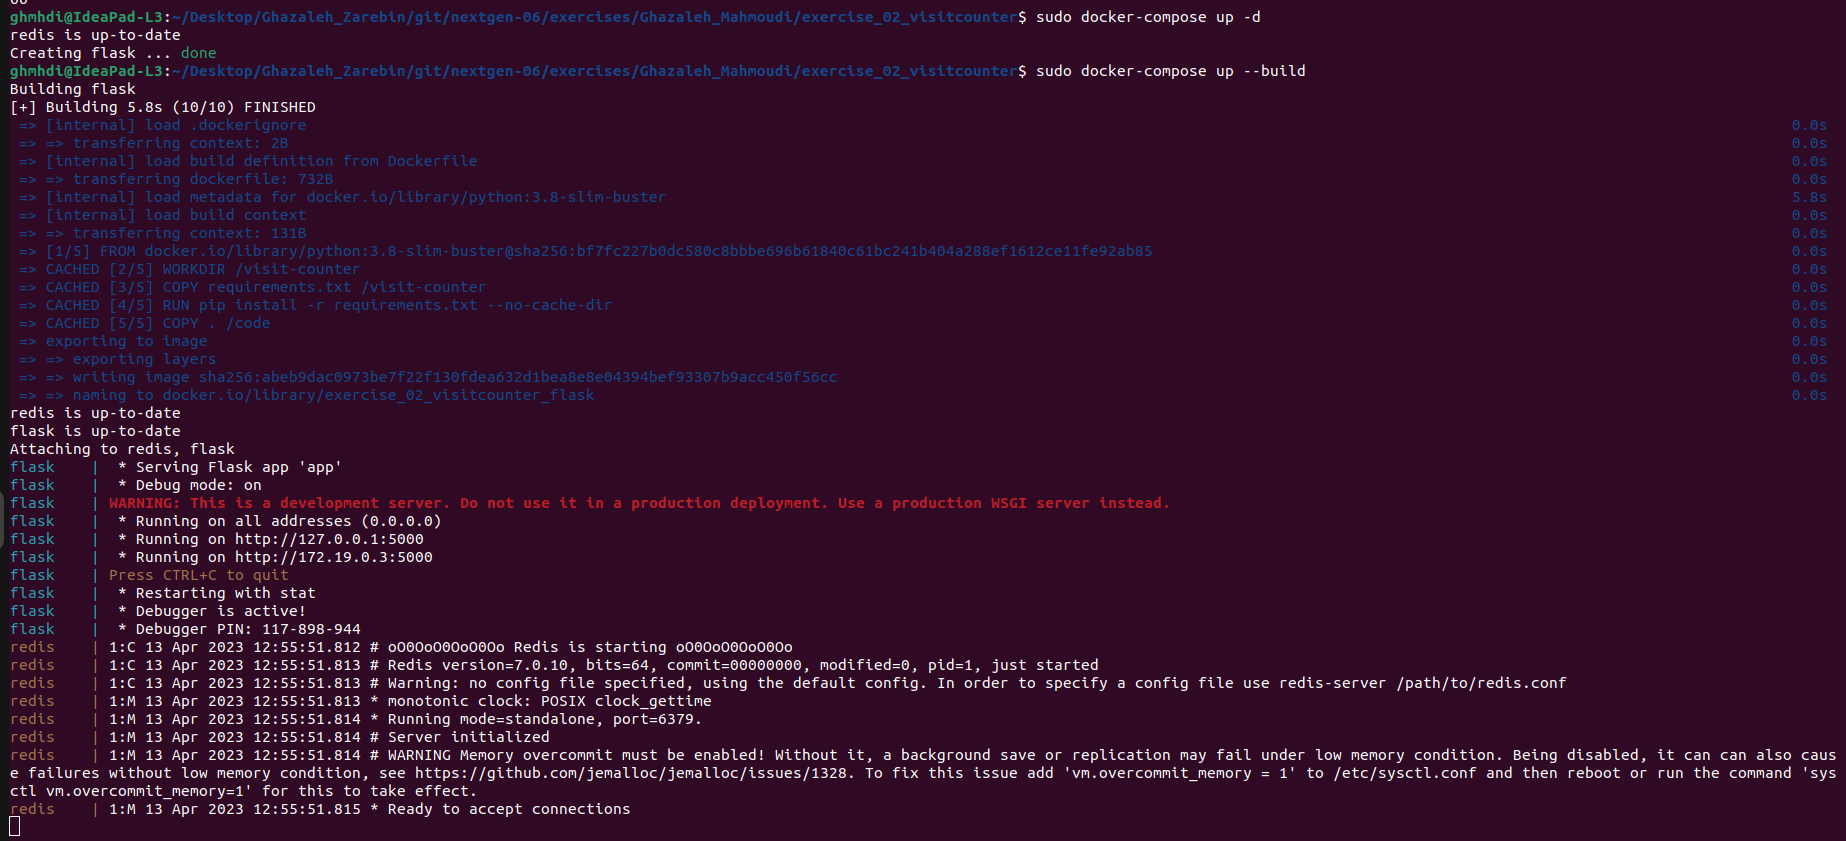 ghmhdi@IdeaPad-L3:~/Desktop/Ghazaleh_Zarebin/git/nextgen-06/exercises/Ghazaleh_Mahmoudi/exercise_02_visitcounter$ sudo docker-compose up -d
redis is up-to-date
Creating flask ... done
ghmhdi@IdeaPad-L3:~/Desktop/Ghazaleh_Zarebin/git/nextgen-06/exercises/Ghazaleh_Mahmoudi/exercise_02_visitcounter$ sudo docker-compose up --build
Building flask
[+] Building 5.8s (10/10) FINISHED
=> [internal] load .dockerignore 0.0s
=> => transferring context: 2B 0.0s
=> [internal] load build definition from Dockerfile 0.0s
=> => transferring dockerfile: 732B 0.0s
=> [internal] load metadata for docker.io/library/python:3.8-slim-buster 5.8s
=> [internal] load build context 0.0s
=> => transferring context: 131B 0.0s
=> [1/5] FROM docker.io/library/python:3.8-slim-buster@sha256:bf7fc227b0dc580c8bbbe696b61840c61bc241b404a288ef1612ce11fe92ab85 0.0s
=> CACHED [2/5] WORKDIR /visit-counter 0.0s
=> CACHED [3/5] COPY requirements.txt /visit-counter 0.0s
=> CACHED [4/5] RUN pip install -r requirements.txt --no-cache-dir 0.0s
=> CACHED [5/5] COPY . /code 0.0s
=> exporting to image 0.0s
=> => exporting layers 0.0s
=> => writing image sha256:abeb9dac0973be7f22f130fdea632d1bea8e8e04394bef93307b9acc450f56cc 0.0s
=> => naming to docker.io/library/exercise_02_visitcounter_flask 0.0s
redis is up-to-date
flask is up-to-date
Attaching to redis, flask
flask    |  * Serving Flask app 'app'
flask    |  * Debug mode: on
flask    | WARNING: This is a development server. Do not use it in a production deployment. Use a production WSGI server instead.
flask    |  * Running on all addresses (0.0.0.0)
flask    |  * Running on http://127.0.0.1:5000
flask    |  * Running on http://172.19.0.3:5000
flask    | Press CTRL+C to quit
flask    |  * Restarting with stat
flask    |  * Debugger is active!
flask    |  * Debugger PIN: 117-898-944
redis    | 1:C 13 Apr 2023 12:55:51.812 # oO0OoO0OoO0Oo Redis is starting oO0OoO0OoO0Oo
redis    | 1:C 13 Apr 2023 12:55:51.813 # Redis version=7.0.10, bits=64, commit=00000000, modified=0, pid=1, just started
redis    | 1:C 13 Apr 2023 12:55:51.813 # Warning: no config file specified, using the default config. In order to specify a config file use redis-server /path/to/redis.conf
redis    | 1:M 13 Apr 2023 12:55:51.813 * monotonic clock: POSIX clock_gettime
redis    | 1:M 13 Apr 2023 12:55:51.814 * Running mode=standalone, port=6379.
redis    | 1:M 13 Apr 2023 12:55:51.814 # Server initialized
redis    | 1:M 13 Apr 2023 12:55:51.814 # WARNING Memory overcommit must be enabled! Without it, a background save or replication may fail under low memory condition. Being disabled, it can can also caus
e failures without low memory condition, see https://github.com/jemalloc/jemalloc/issues/1328. To fix this issue add 'vm.overcommit_memory = 1' to /etc/sysctl.conf and then reboot or run the command 'sys
ctl vm.overcommit_memory=1' for this to take effect.
redis    | 1:M 13 Apr 2023 12:55:51.815 * Ready to accept connections